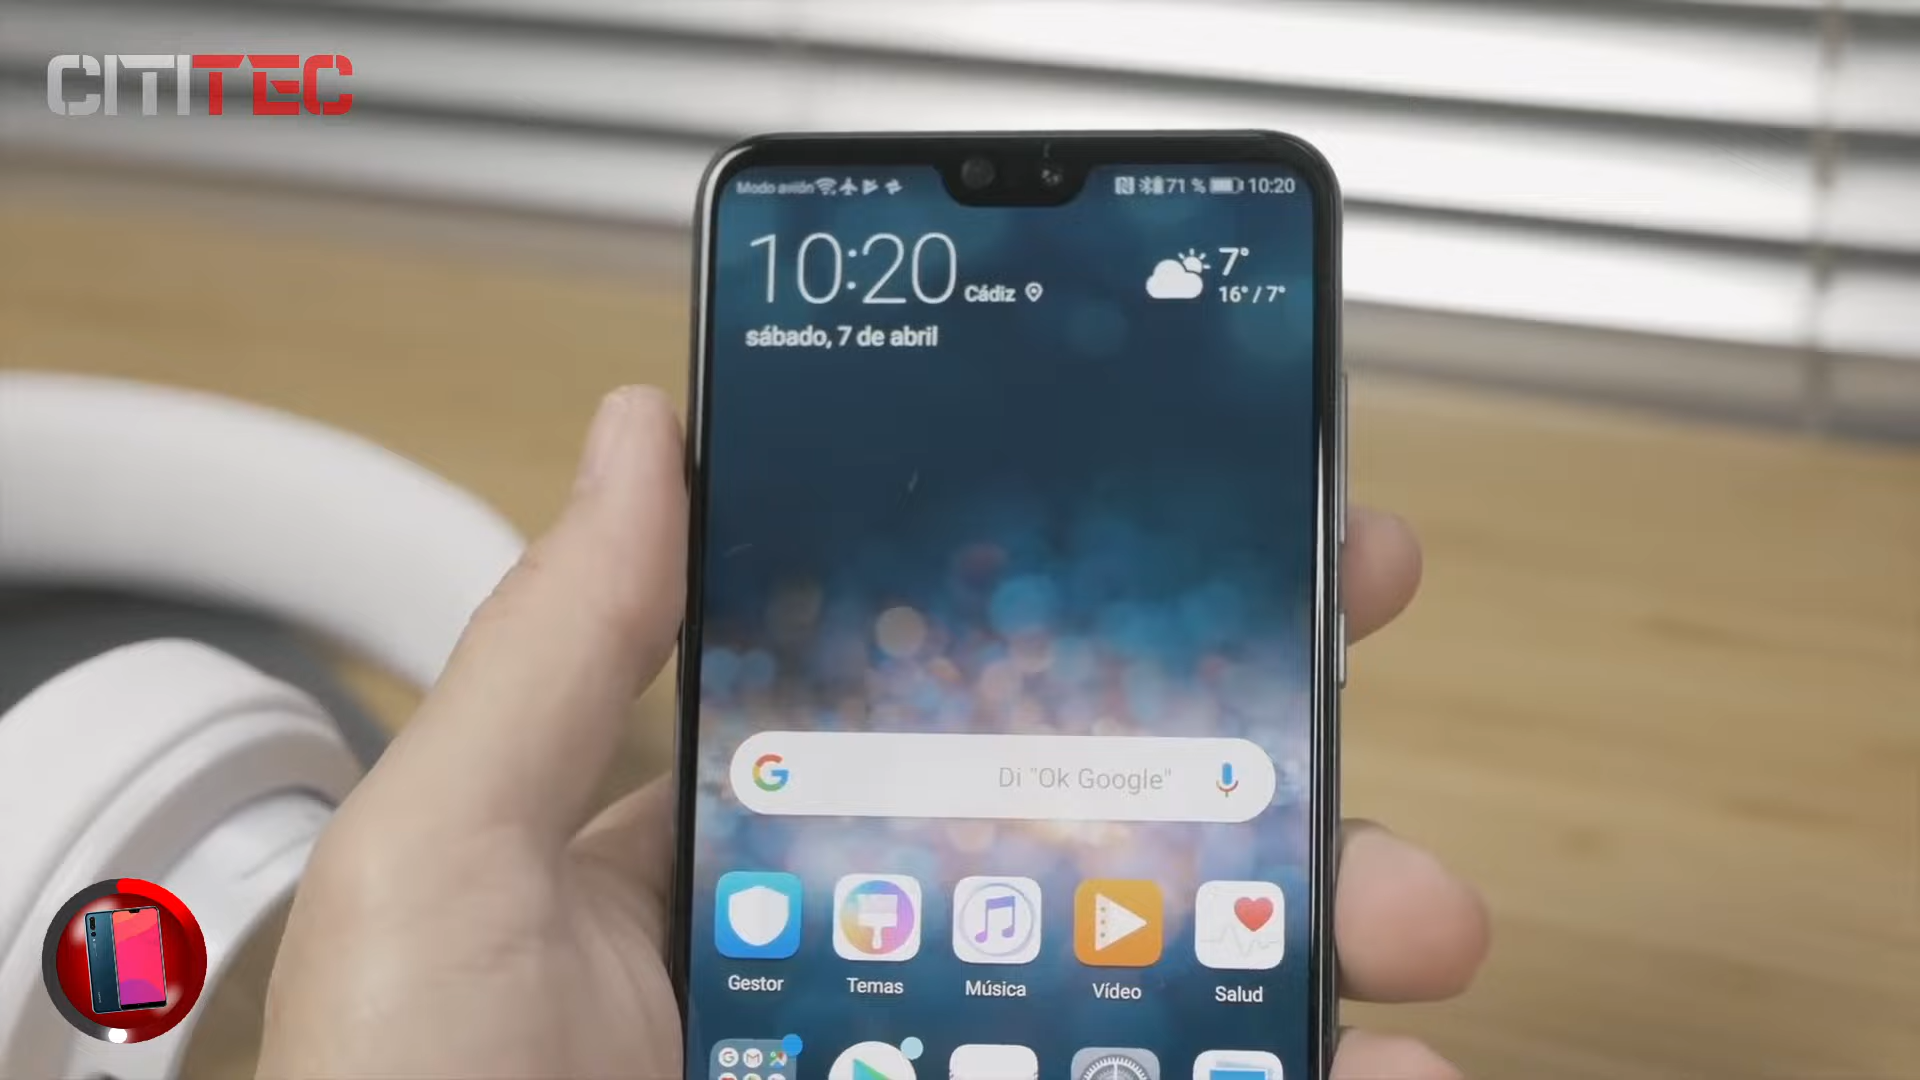 CITITEC
Modo avión
71 % 10:20
10:20 Cádiz
7°
16° / 7°
sábado, 7 de abril
G Di "Ok Google"
Gestor Temas Música Vídeo Salud